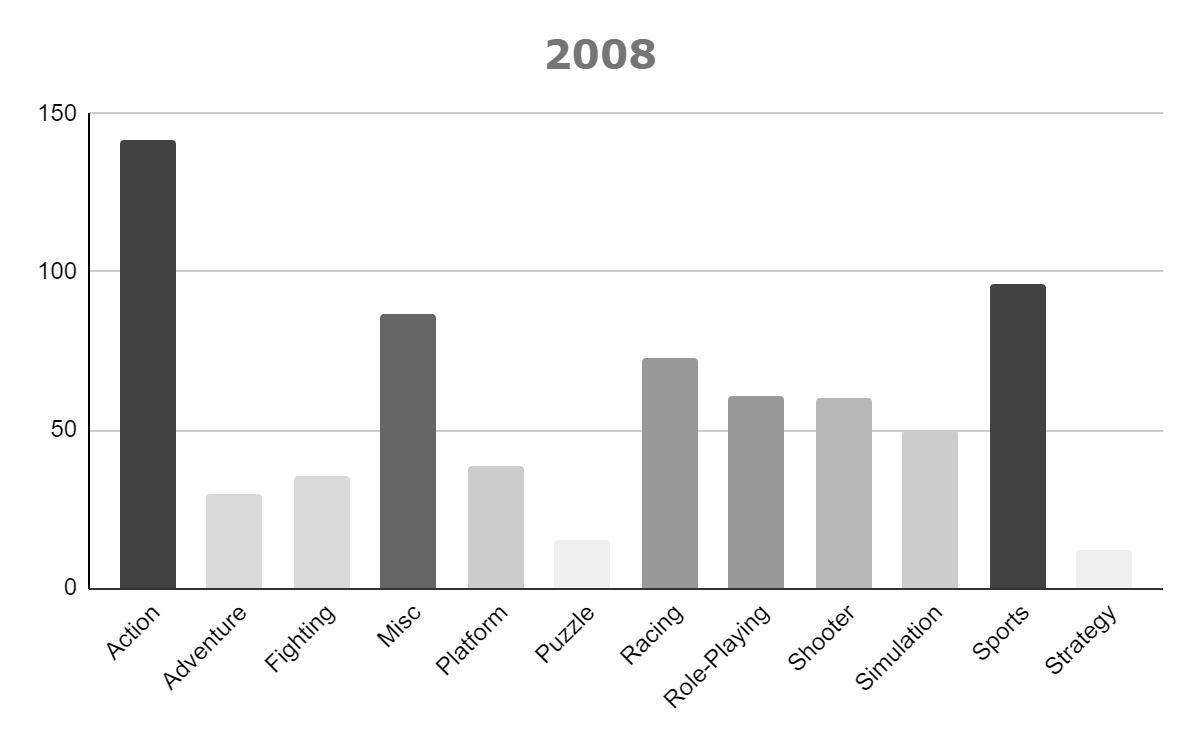 2008
150
100
50
0
Action
Adventure
Fighting
Misc
Platform
Puzzle
Racing
Role-Playing
Shooter
Simulation
Sports
Strategy